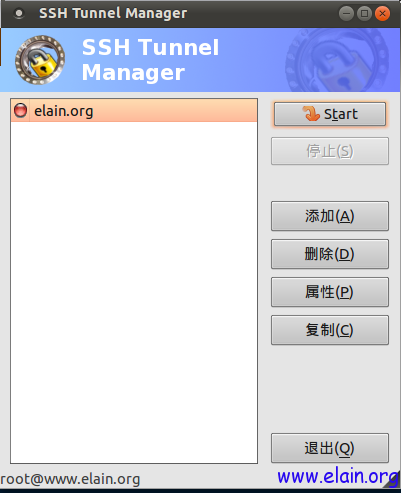 SSH Tunnel Manager
SSH Tunnel
Manager
elain.org
Start
停止(S)
添加(A)
删除(D)
属性(P)
复制(C)
退出(Q)
www.elain.org
root@www.elain.org